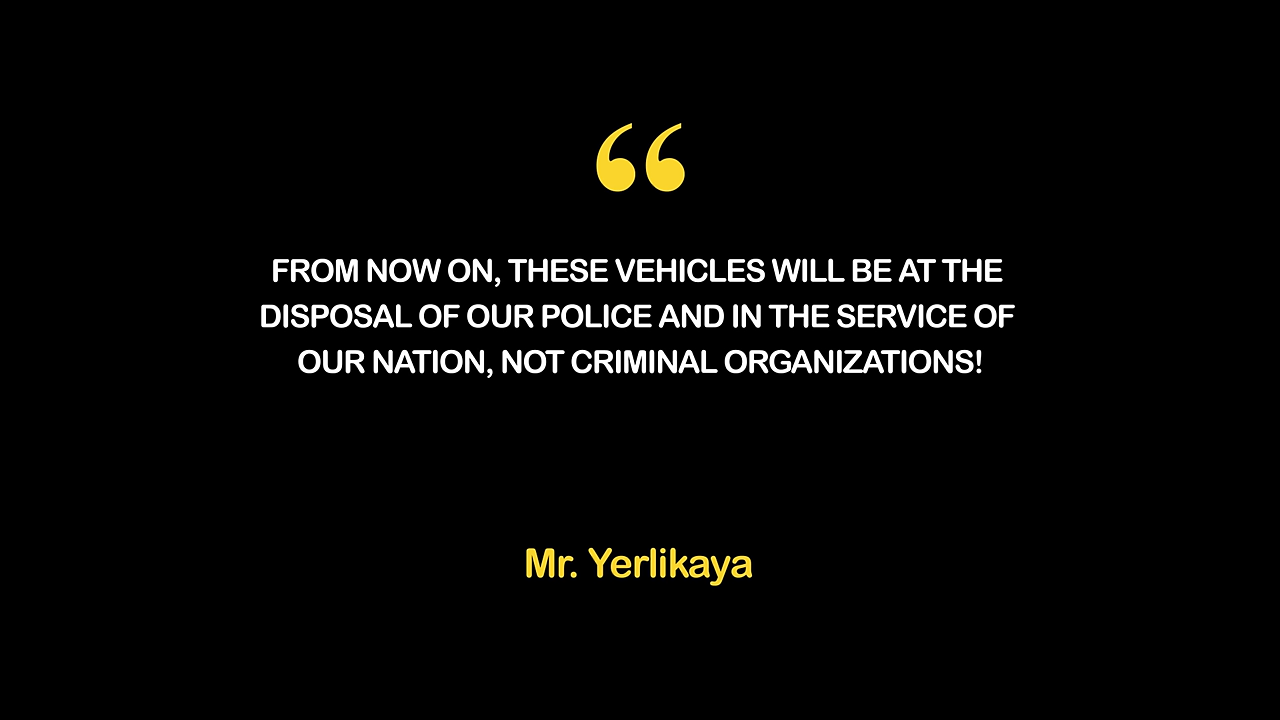 “
FROM NOW ON, THESE VEHICLES WILL BE AT THE
DISPOSAL OF OUR POLICE AND IN THE SERVICE OF
OUR NATION, NOT CRIMINAL ORGANIZATIONS!
Mr. Yerlikaya